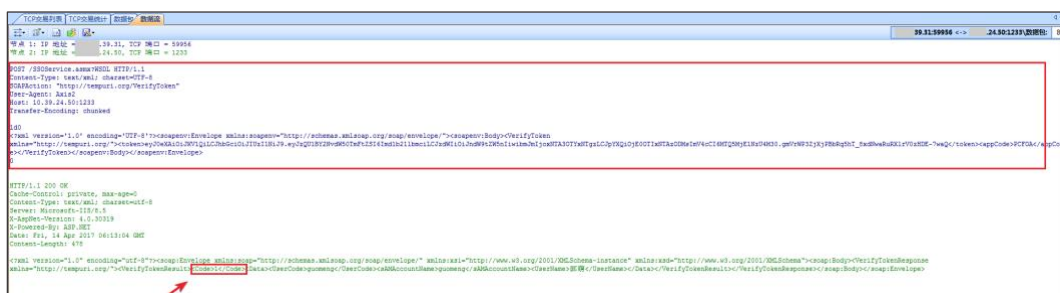 TCP交易列表 TCP交易统计 数据包 数据流
39.31:59956 <-> .24.50:1233\数据包:
节点 1: IP 地址 = .39.31, TCP 端口 = 59956
节点 2: IP 地址 = .24.50, TCP 端口 = 1233
POST /SSOService.asmx?WSDL HTTP/1.1
Content-Type: text/xml; charset=UTF-8
SOAPAction: "http://tempuri.org/VerifyToken"
User-Agent: Axis2
Host: 10.39.24.50:1233
Transfer-Encoding: chunked
1d0
<?xml version='1.0' encoding='UTF-8'?><soapenv:Envelope xmlns:soapenv="http://schemas.xmlsoap.org/soap/envelope/"><soapenv:Body><VerifyToken
xmlns="http://tempuri.org/"><token></token><appCode>PCFOA</appCo
e></VerifyToken></soapenv:Body></soapenv:Envelope>
0
HTTP/1.1 200 OK
Cache-Control: private, max-age=0
Content-Type: text/xml; charset=utf-8
Server: Microsoft-IIS/8.5
X-AspNet-Version: 4.0.30319
X-Powered-By: ASP.NET
Date: Fri, 14 Apr 2017 06:13:04 GMT
Content-Length: 478
<?xml version="1.0" encoding="utf-8"?><soap:Envelope xmlns:soap="http://schemas.xmlsoap.org/soap/envelope/" xmlns:xsi="http://www.w3.org/2001/XMLSchema-instance" xmlns:xsd="http://www.w3.org/2001/XMLSchema"><soap:Body><VerifyTokenResponse
xmlns="http://tempuri.org/"><VerifyTokenResult><Code>1</Code><Data><UserCode>guomeng</UserCode><sAMAccountName>guomeng</sAMAccountName><UserName></UserName></Data></VerifyTokenResult></VerifyTokenResponse></soap:Body></soap:Envelope>